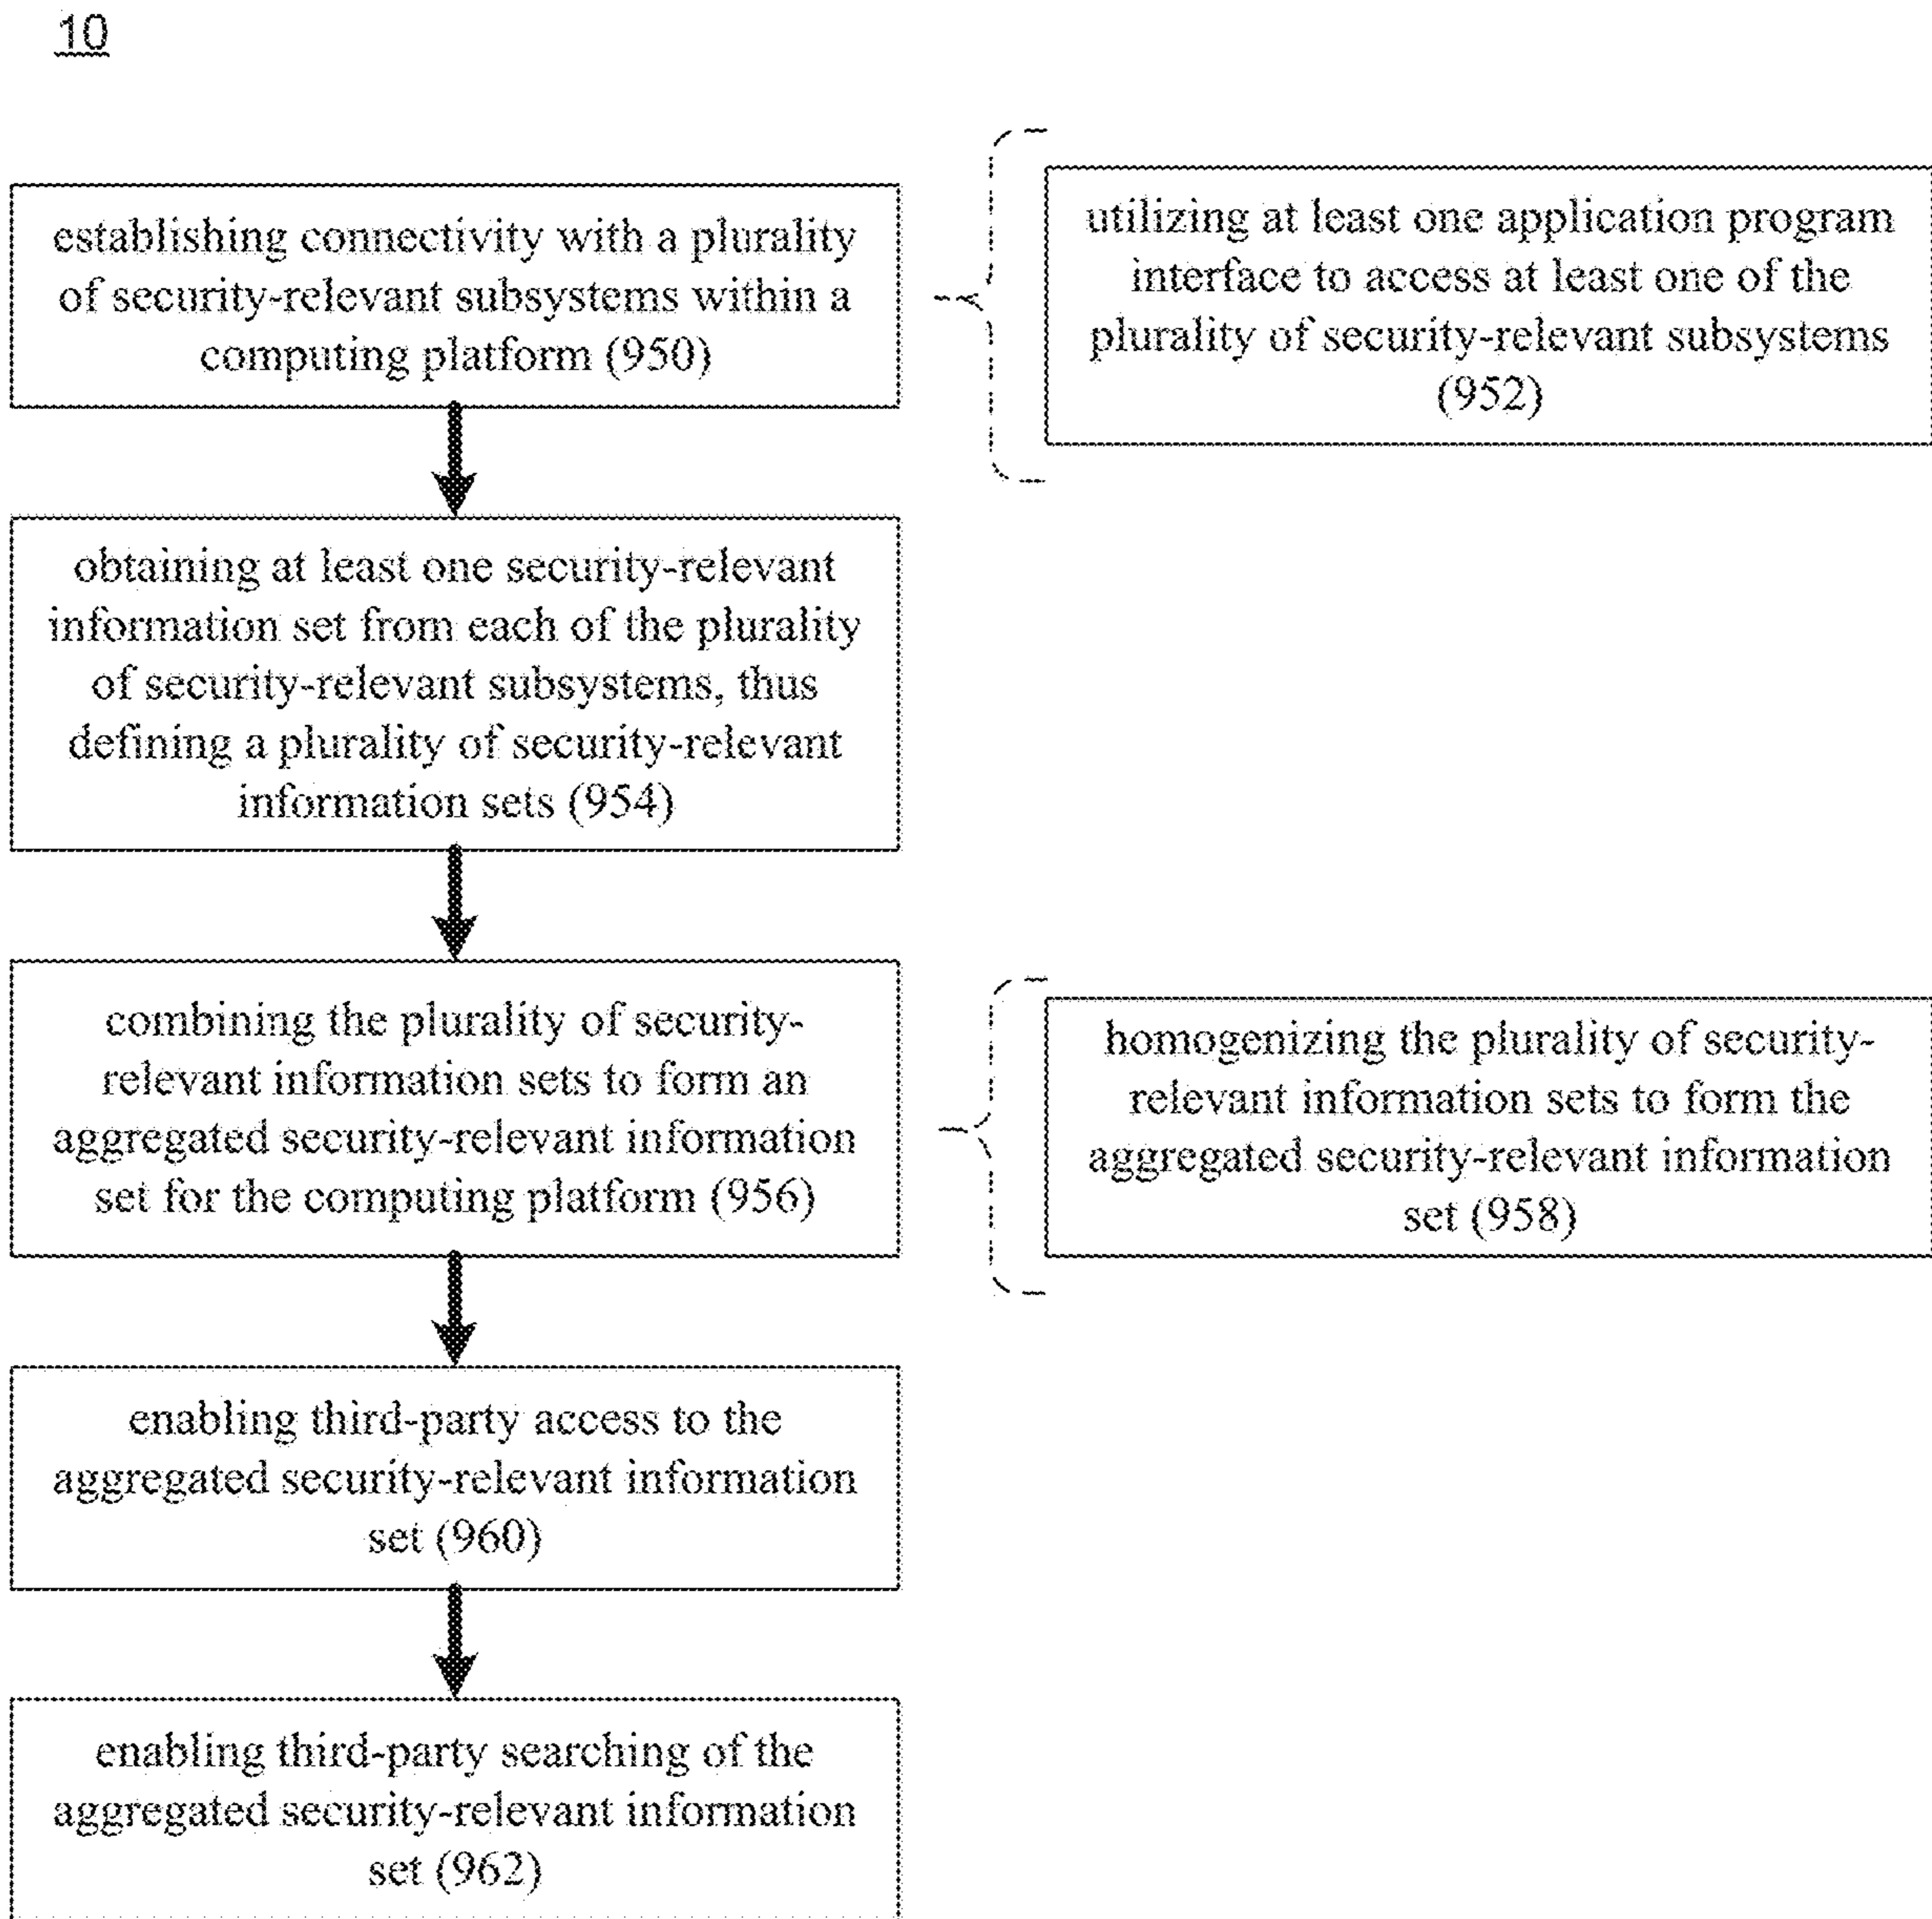 10
establishing connectivity with a plurality
of security-relevant subsystems within a
computing platform (950)
utilizing at least one application program
interface to access at least one of the
plurality of security-relevant subsystems
(952)
obtaining at least one security-relevant
information set from each of the plurality
of security-relevant subsystems, thus
defining a plurality of security-relevant
information sets (954)
combining the plurality of security-
relevant information sets to form an
aggregated security-relevant information
set for the computing platform (956)
homogenizing the plurality of security-
relevant information sets to form the
aggregated security-relevant information
set (958)
enabling third-party access to the
aggregated security-relevant information
set (960)
enabling third-party searching of the
aggregated security-relevant information
set (962)